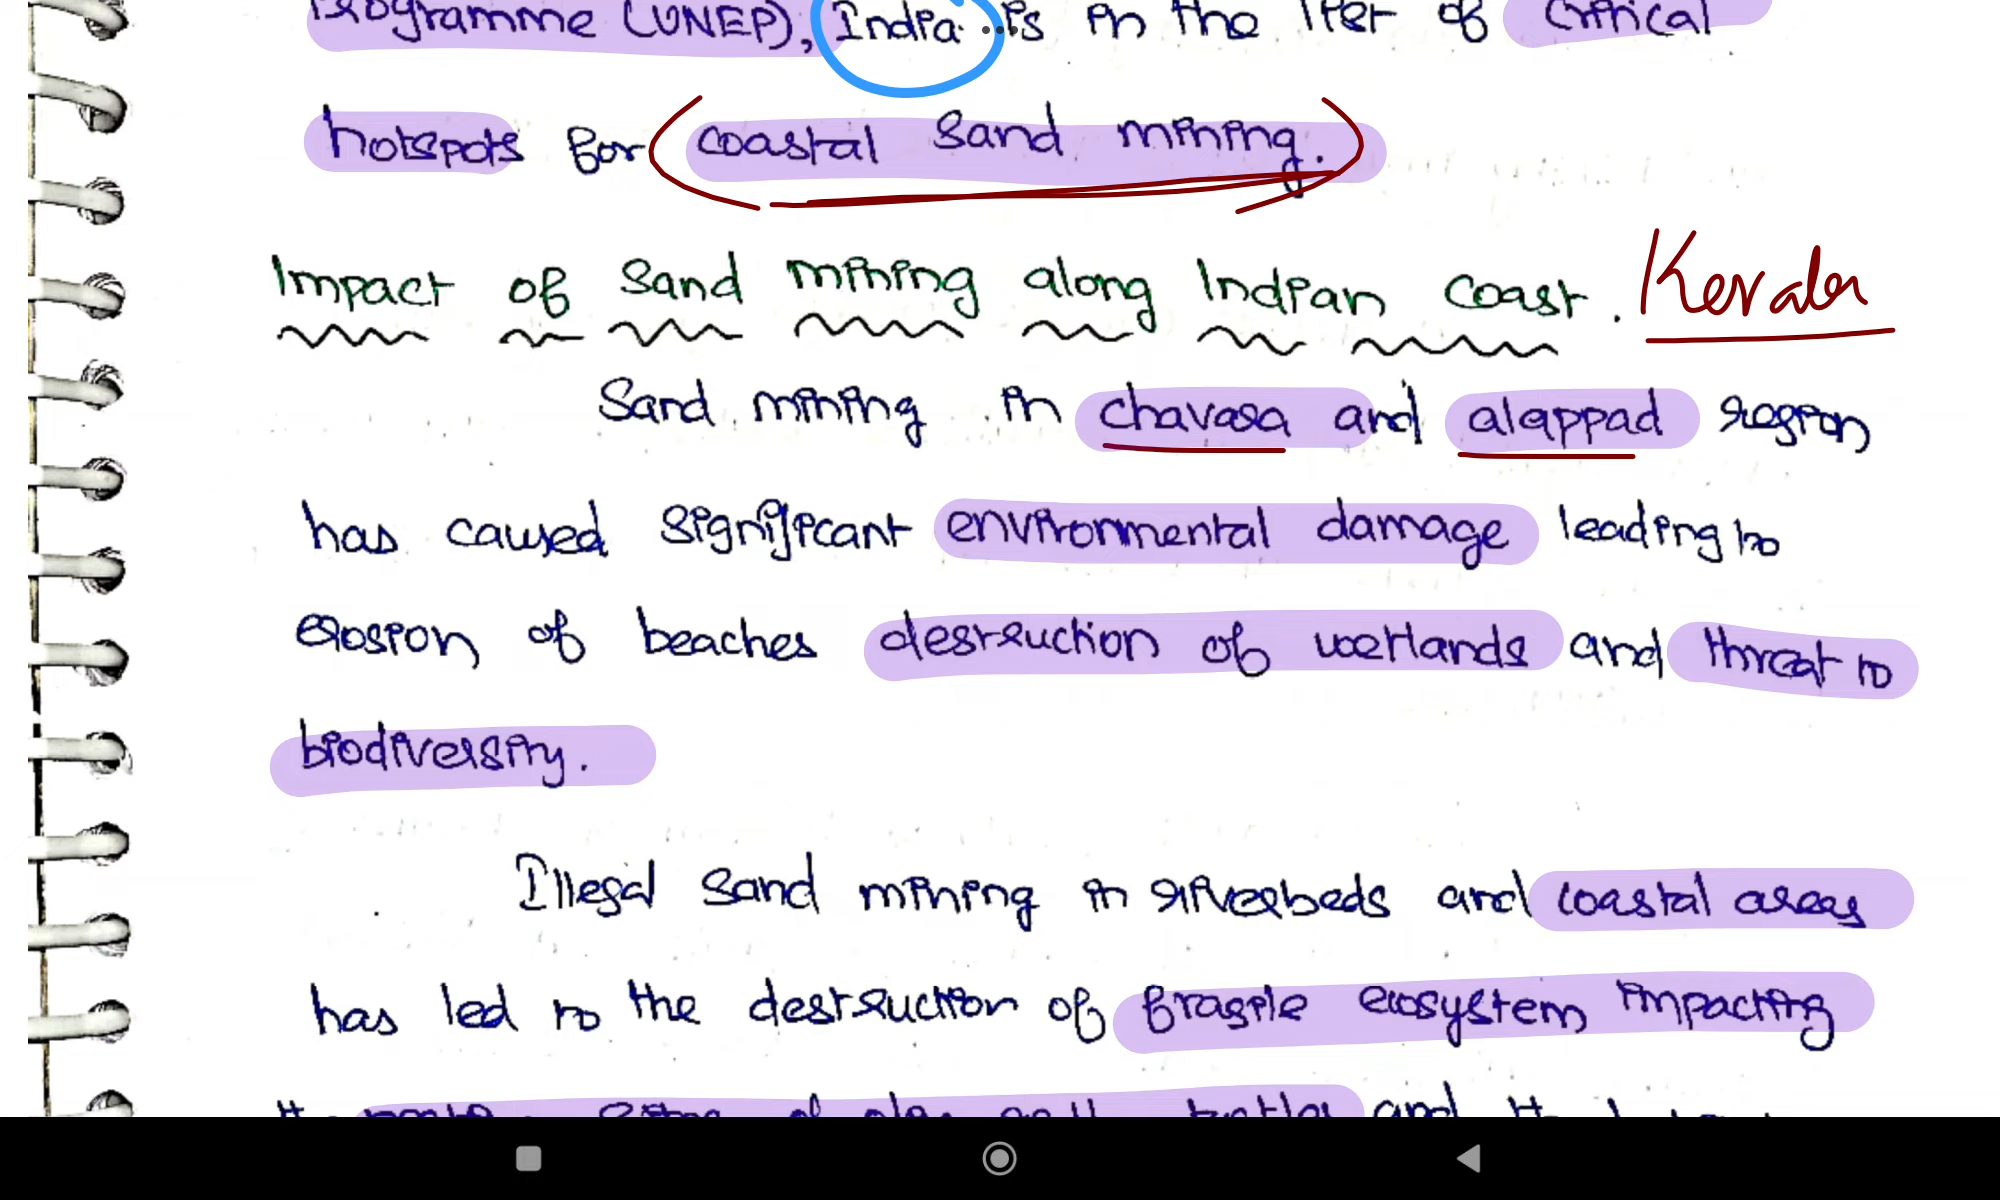 Programme (UNEP), India is in the list of critical
hotspots for coastal sand mining.
Impact of sand mining along Indian coast. Kerala
Sand mining in chavara and alappad region
has caused significant environmental damage leading to
erosion of beaches destruction of wetlands and threat to
biodiversity.
Illegal sand mining in riverbeds and coastal areas
has led to the destruction of fragile ecosystem impacting
and